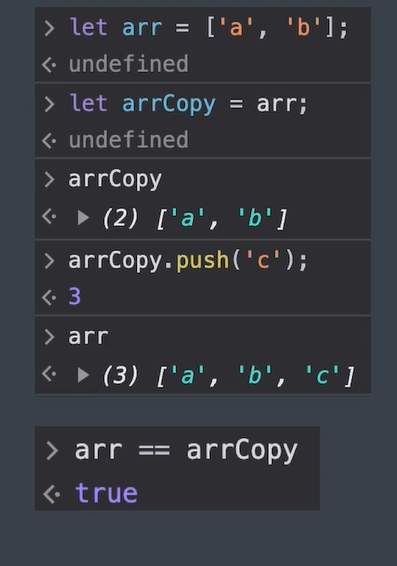 > let arr = ['a', 'b'];
<· undefined
> let arrCopy = arr;
<· undefined
> arrCopy
<· ▶ (2) ['a', 'b']
> arrCopy.push('c');
<· 3
> arr
<· ▶ (3) ['a', 'b', 'c']
> arr == arrCopy
<· true